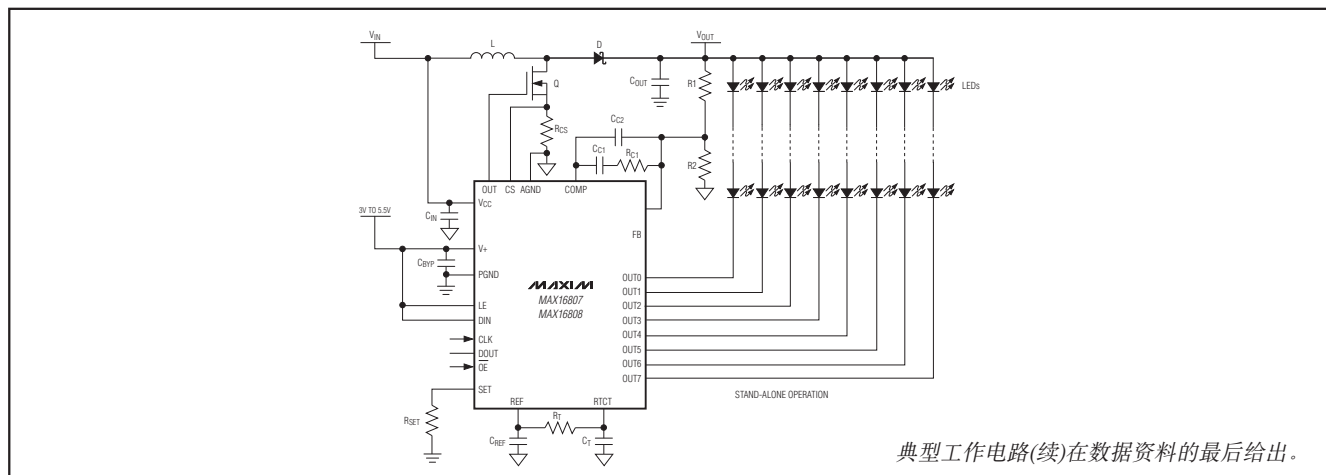 VIN
L
D
VOUT
Q
COUT
R1
LEDs
RCS
CC2
CC1
RC1
R2
OUT
CS
AGND
COMP
3V TO 5.5V
CIN
VCC
FB
V+
CBYP
PGND
MAXIM
MAX16807
MAX16808
OUT0
OUT1
OUT2
OUT3
OUT4
OUT5
OUT6
OUT7
LE
DIN
CLK
DOUT
OE
SET
STAND-ALONE OPERATION
REF
RT
RTCT
RSET
CREF
CT
典型工作电路(续)在数据资料的最后给出。